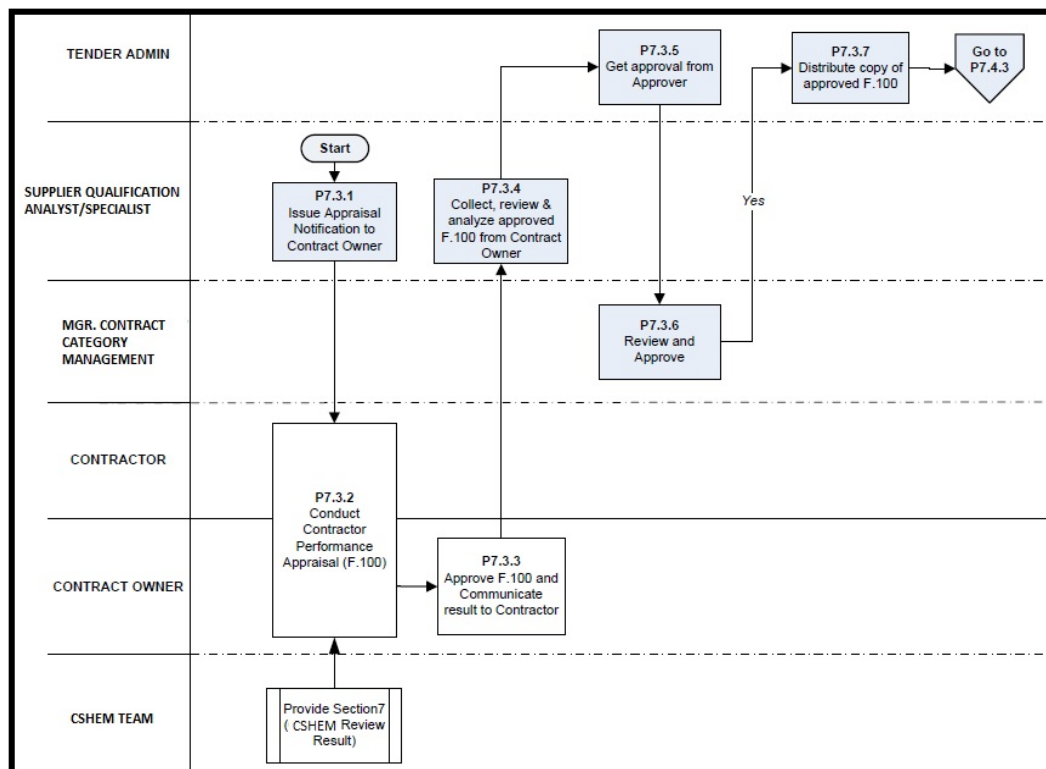 TENDER ADMIN
P7.3.5
Get approval from
Approver
P7.3.7
Distribute copy of
approved F.100
Go to
P7.4.3
Start
SUPPLIER QUALIFICATION
ANALYST/SPECIALIST
P7.3.1
Issue Appraisal
Notification to
Contract Owner
P7.3.4
Collect, review &
analyze approved
F.100 from Contract
Owner
Yes
MGR. CONTRACT
CATEGORY
MANAGEMENT
P7.3.6
Review and
Approve
CONTRACTOR
P7.3.2
Conduct
Contractor
Performance
Appraisal (F.100)
CONTRACT OWNER
P7.3.3
Approve F.100 and
Communicate
result to Contractor
CSHEM TEAM
Provide Section7
( CSHEM Review
Result)